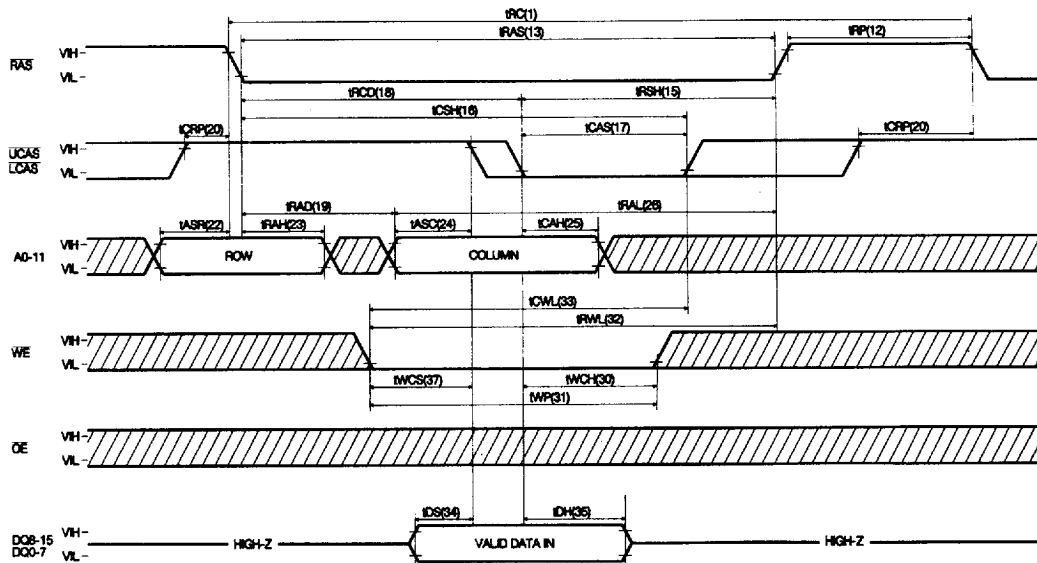 tRC(1)
tRAS(13)
tRP(12)
RAS
VIH
VIL
tRCD(18)
tRSH(15)
tCSH(16)
tCRP(20)
tCAS(17)
tCRP(20)
UCAS
LCAS
VIH
VIL
tRAD(19)
tRAL(26)
tASR(22)
tRAH(23)
tASC(24)
tCAH(25)
A0-11
VIH
VIL
ROW
COLUMN
tCWL(33)
tRWL(32)
WE
VIH
VIL
tWCS(37)
tWCH(30)
tWP(31)
OE
VIH
VIL
tDS(34)
tDH(35)
DQ8-15
DQ0-7
VIH
VIL
HIGH-Z
VALID DATA IN
HIGH-Z